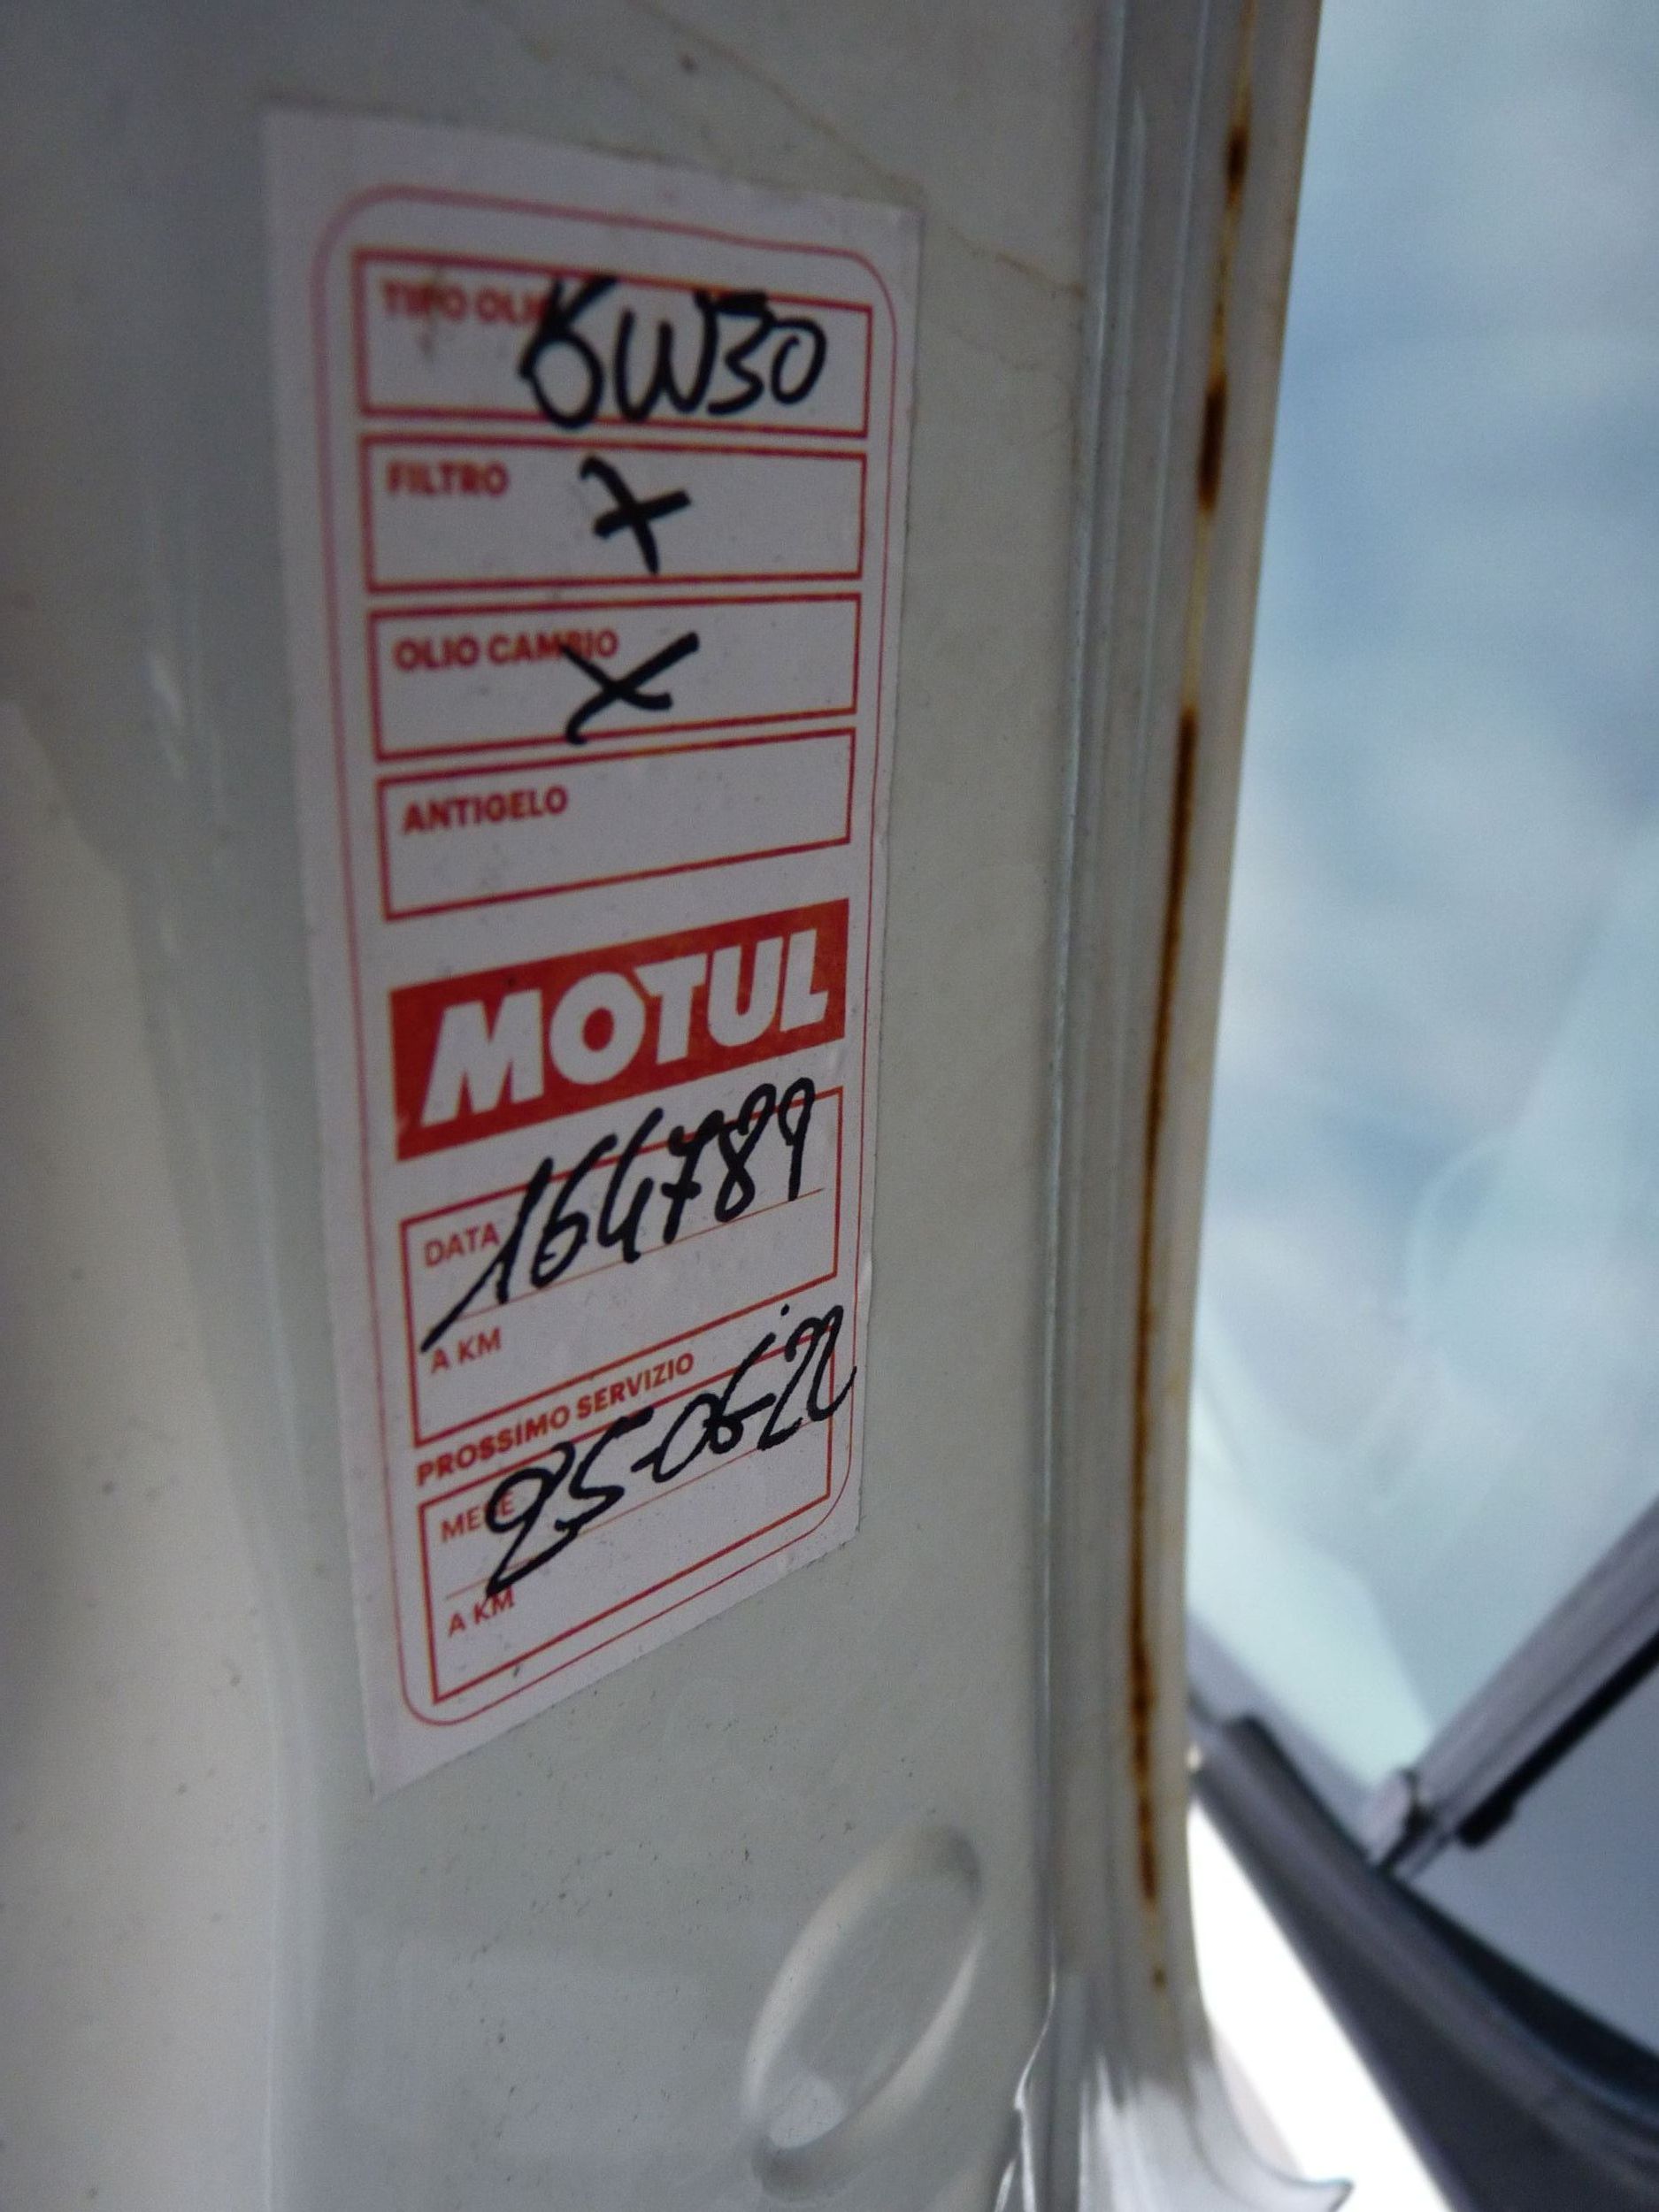 TIPO OLIO 5W30
FILTRO X
OLIO CAMBIO X
ANTIGELO
MOTUL
DATA 164789
A KM
PROSSIMO SERVIZIO
MESE 25-06-22
A KM